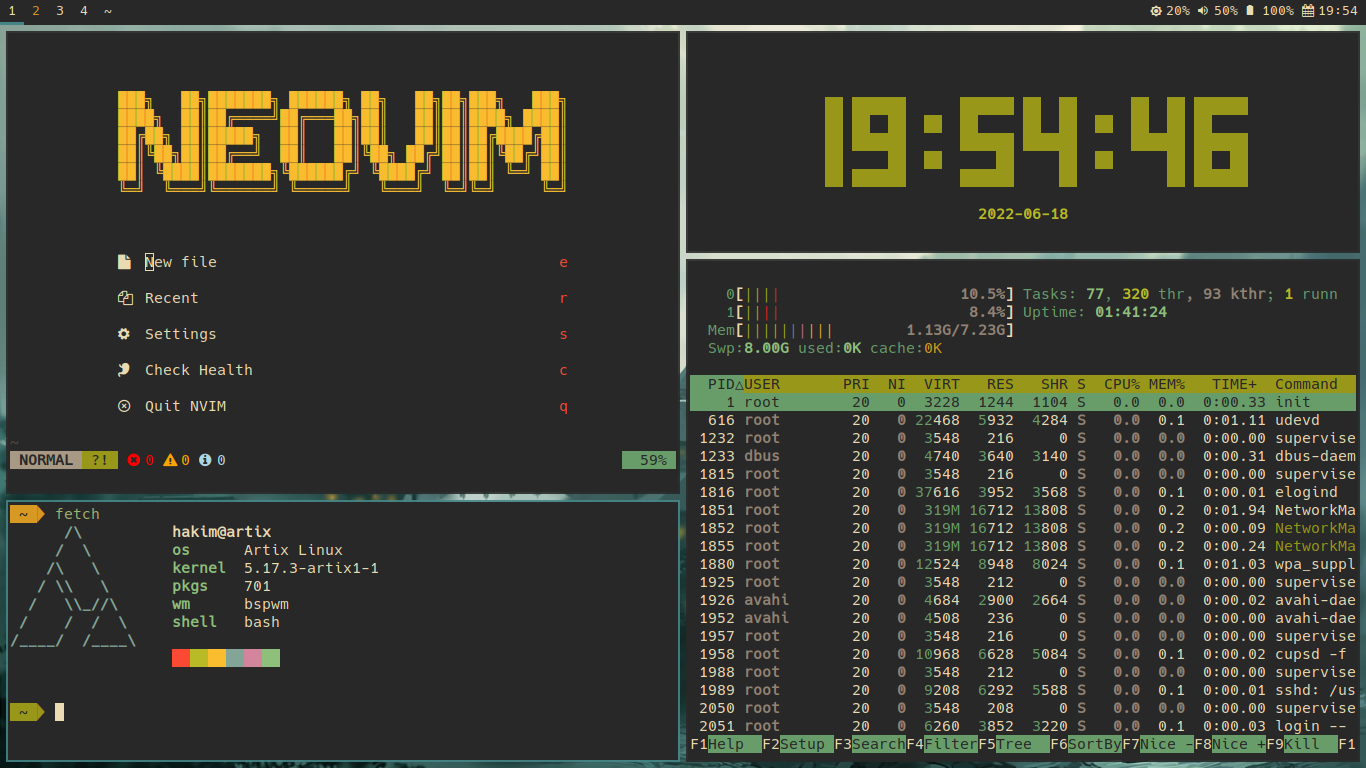 1 2 3 4 ~ 20% 50% 100% 19:54
NEOVIM
New file e
Recent r
Settings s
Check Health c
Quit NVIM q
~
NORMAL ?! 0 0 0 59%
~ fetch
hakim@artix
os Artix Linux
kernel 5.17.3-artix1-1
pkgs 701
wm bspwm
shell bash
~
19:54:46
2022-06-18
0[|||| 10.5%] Tasks: 77, 320 thr, 93 kthr; 1 runn
1[|||| 8.4%] Uptime: 01:41:24
Mem[|||||||||| 1.13G/7.23G]
Swp:8.00G used:0K cache:0K
PID△USER PRI NI VIRT RES SHR S CPU% MEM% TIME+ Command
1 root 20 0 3228 1244 1104 S 0.0 0.0 0:00.33 init
616 root 20 0 22468 5932 4284 S 0.0 0.1 0:01.11 udevd
1232 root 20 0 3548 216 0 S 0.0 0.0 0:00.00 supervise
1233 dbus 20 0 4740 3640 3140 S 0.0 0.0 0:00.31 dbus-daem
1815 root 20 0 3548 216 0 S 0.0 0.0 0:00.00 supervise
1816 root 20 0 37616 3952 3568 S 0.0 0.1 0:00.01 elogind
1851 root 20 0 319M 16712 13808 S 0.0 0.2 0:01.94 NetworkMa
1852 root 20 0 319M 16712 13808 S 0.0 0.2 0:00.09 NetworkMa
1855 root 20 0 319M 16712 13808 S 0.0 0.2 0:00.24 NetworkMa
1880 root 20 0 12524 8948 8024 S 0.0 0.1 0:01.03 wpa_suppl
1925 root 20 0 3548 212 0 S 0.0 0.0 0:00.00 supervise
1926 avahi 20 0 4684 2900 2664 S 0.0 0.0 0:00.02 avahi-dae
1952 avahi 20 0 4508 236 0 S 0.0 0.0 0:00.00 avahi-dae
1957 root 20 0 3548 216 0 S 0.0 0.0 0:00.00 supervise
1958 root 20 0 10968 6628 5084 S 0.0 0.1 0:00.02 cupsd -f
1988 root 20 0 3548 212 0 S 0.0 0.0 0:00.00 supervise
1989 root 20 0 9208 6292 5588 S 0.0 0.1 0:00.01 sshd: /us
2050 root 20 0 3548 208 0 S 0.0 0.0 0:00.00 supervise
2051 root 20 0 6260 3852 3220 S 0.0 0.1 0:00.03 login --
F1Help F2Setup F3SearchF4FilterF5Tree F6SortByF7Nice -F8Nice +F9Kill F1